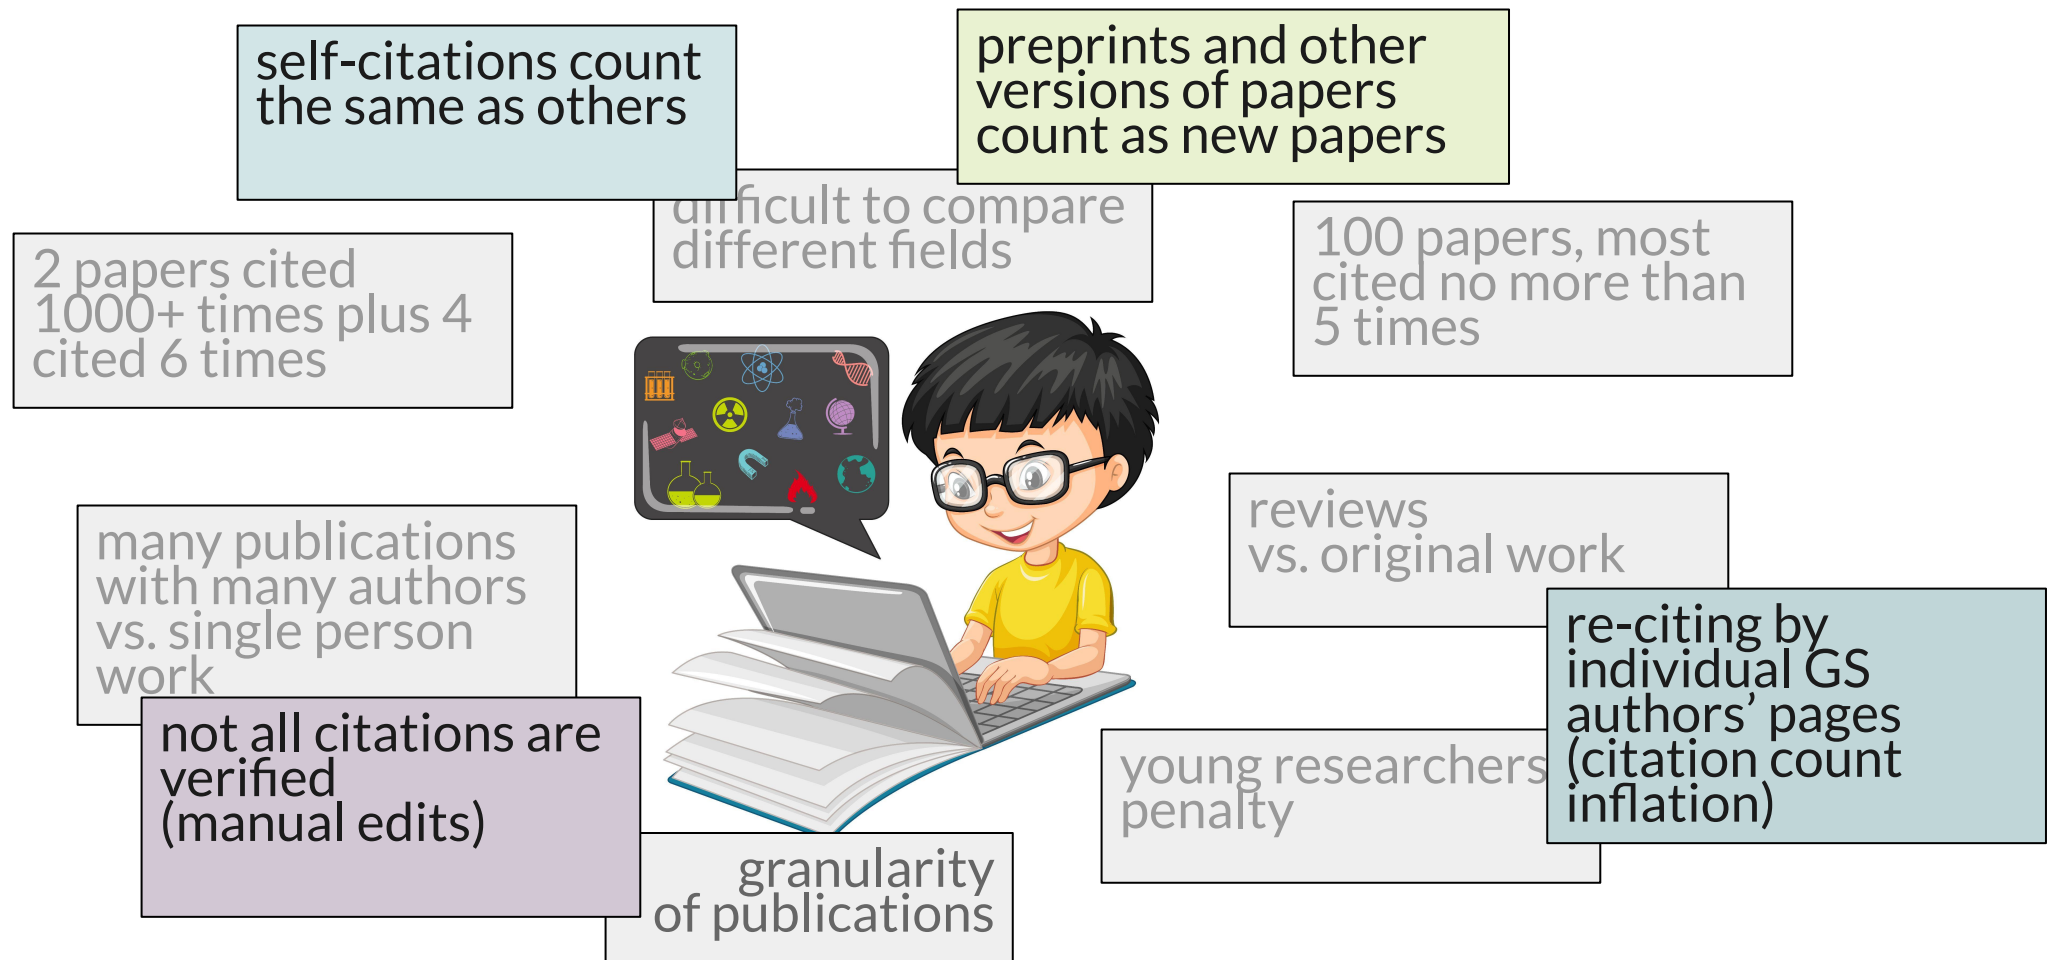 self-citations count
the same as others
preprints and other
versions of papers
count as new papers
difficult to compare
different fields
2 papers cited
1000+ times plus 4
cited 6 times
100 papers, most
cited no more than
5 times
many publications
with many authors
vs. single person
work
reviews
vs. original work
re-citing by
individual GS
authors’ pages
(citation count
inflation)
not all citations are
verified
(manual edits)
young researchers
penalty
granularity
of publications